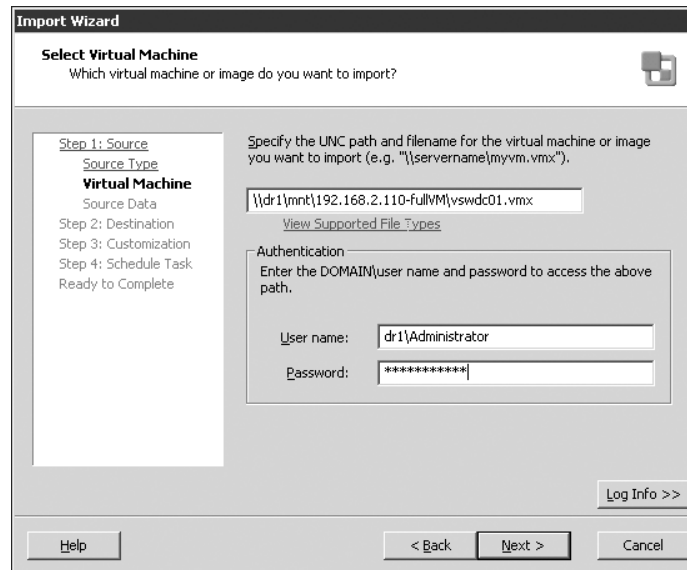 Import Wizard
Select Virtual Machine
Which virtual machine or image do you want to import?
Step 1: Source
Source Type
Virtual Machine
Source Data
Step 2: Destination
Step 3: Customization
Step 4: Schedule Task
Ready to Complete
Specify the UNC path and filename for the virtual machine or image
you want to import (e.g. "\\servername\myvm.vmx").
\\dr1\mnt\192.168.2.110-fullVM\vswdc01.vmx
View Supported File Types
Authentication
Enter the DOMAIN\user name and password to access the above
path.
User name: dr1\Administrator
Password: ***********
Log Info >>
Help
< Back
Next >
Cancel